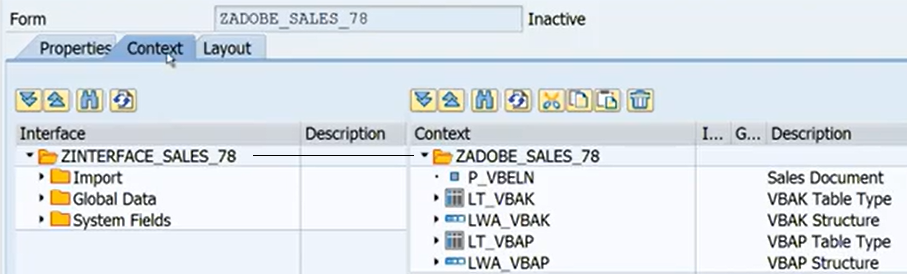 Form ZADOBE_SALES_78 Inactive
Properties Context Layout
Interface Description Context I... G... Description
ZINTERFACE_SALES_78 ZADOBE_SALES_78
Import P_VBELN Sales Document
Global Data LT_VBAK VBAK Table Type
System Fields LWA_VBAK VBAK Structure
LT_VBAP VBAP Table Type
LWA_VBAP VBAP Structure